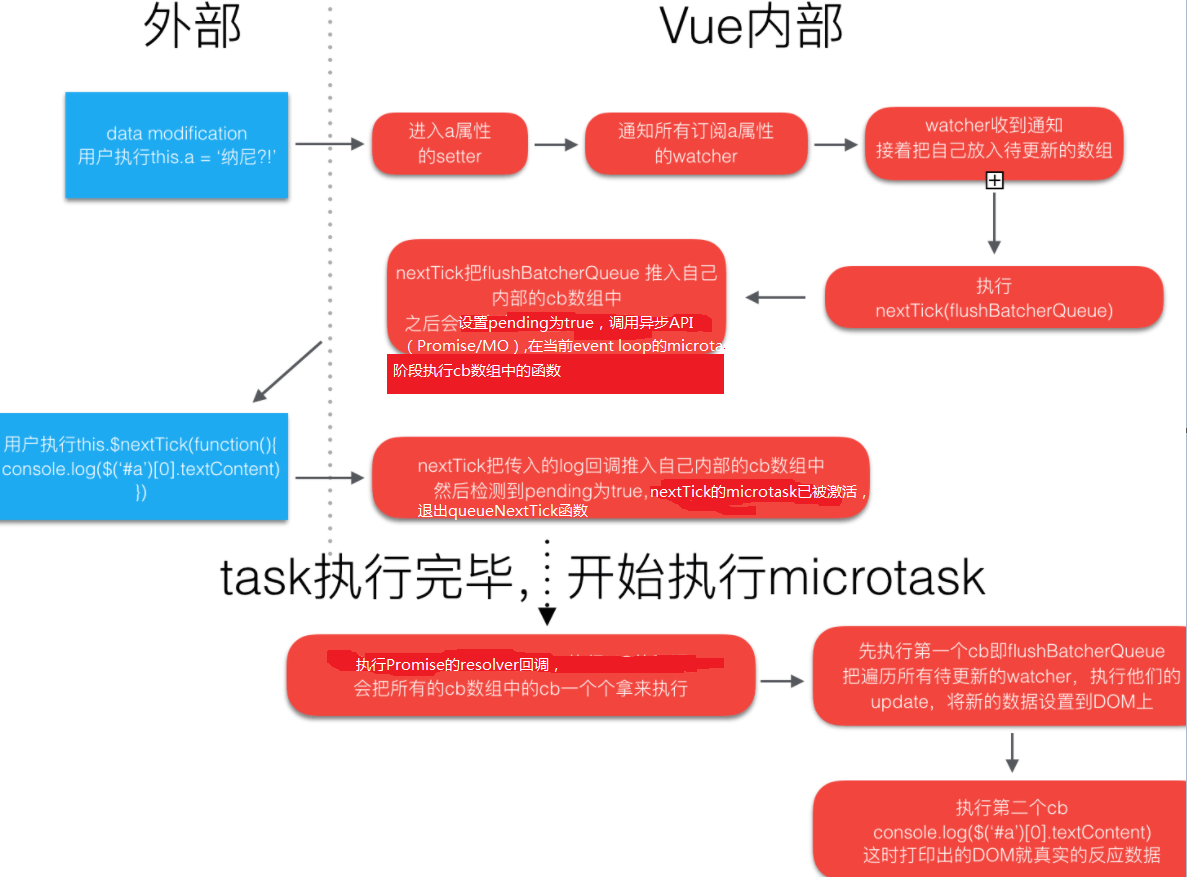 外部
Vue内部
data modification
用户执行this.a = ‘纳尼?!’
进入a属性
的setter
通知所有订阅a属性
的watcher
watcher收到通知
接着把自己放入待更新的数组
执行
nextTick(flushBatcherQueue)
nextTick把flushBatcherQueue 推入自己
内部的cb数组中
之后会设置pending为true，调用异步API
（Promise/MO）,在当前event loop的microta
阶段执行cb数组中的函数
用户执行this.$nextTick(function(){
console.log($(‘#a’)[0].textContent)
})
nextTick把传入的log回调推入自己内部的cb数组中
然后检测到pending为true,nextTick的microtask已被激活，
退出queueNextTick函数
task执行完毕, 开始执行microtask
执行Promise的resolver回调，
会把所有的cb数组中的cb一个个拿来执行
先执行第一个cb即flushBatcherQueue
把遍历所有待更新的watcher，执行他们的
update，将新的数据设置到DOM上
执行第二个cb
console.log($(‘#a’)[0].textContent)
这时打印出的DOM就真实的反应数据